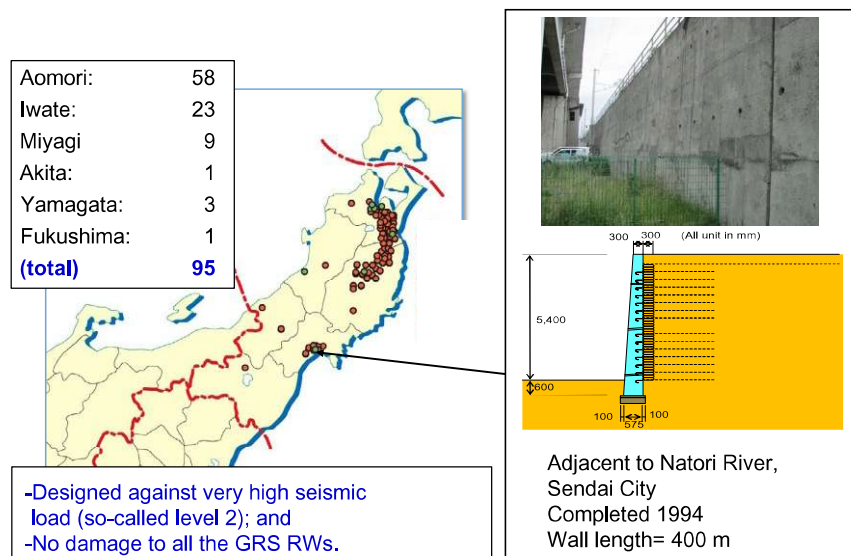 Aomori: 58
Iwate: 23
Miyagi 9
Akita: 1
Yamagata: 3
Fukushima: 1
(total) 95
-Designed against very high seismic
load (so-called level 2); and
-No damage to all the GRS RWs.
300 300 (All unit in mm)
5,400
600
100 575 100
Adjacent to Natori River,
Sendai City
Completed 1994
Wall length= 400 m